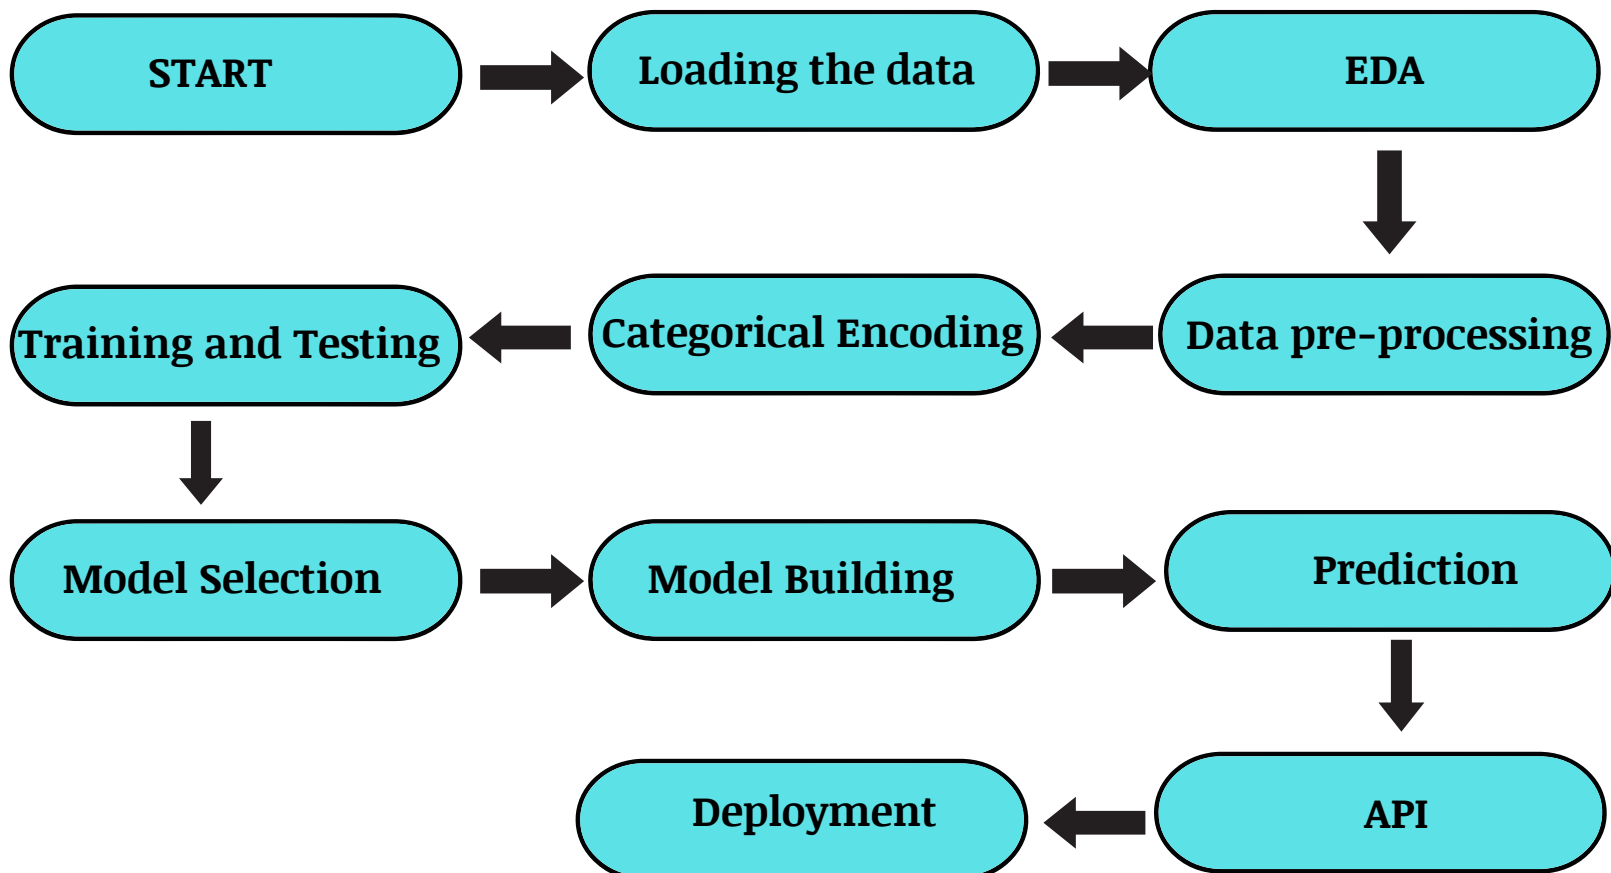 START
Loading the data
EDA
Training and Testing
Categorical Encoding
Data pre-processing
Model Selection
Model Building
Prediction
Deployment
API